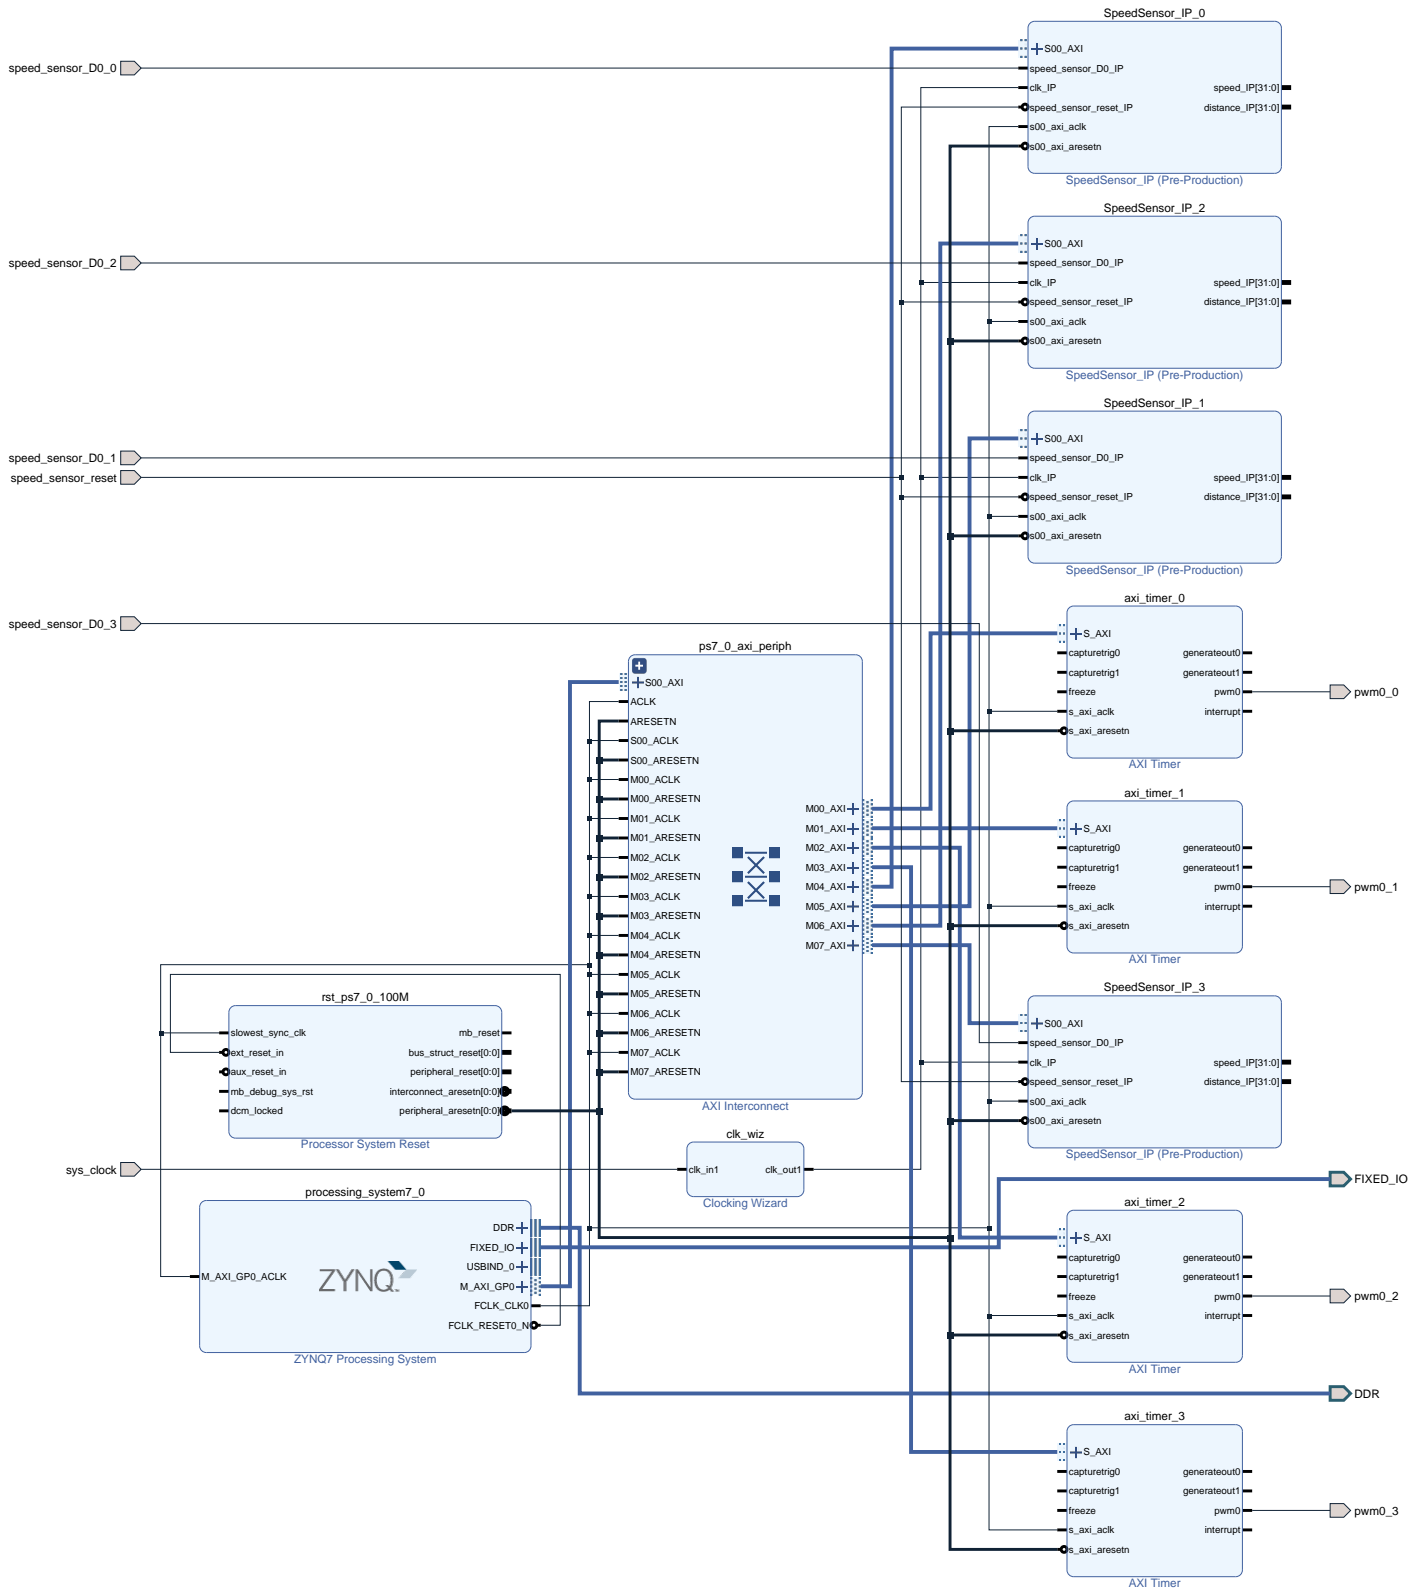 SpeedSensor_IP_0
S00_AXI
speed_sensor_D0_0
speed_sensor_D0_IP
clk_IP
speed_IP[31:0]
speed_sensor_reset_IP
distance_IP[31:0]
s00_axi_aclk
s00_axi_aresetn
SpeedSensor_IP (Pre-Production)
SpeedSensor_IP_2
S00_AXI
speed_sensor_D0_2
speed_sensor_D0_IP
clk_IP
speed_IP[31:0]
speed_sensor_reset_IP
distance_IP[31:0]
s00_axi_aclk
s00_axi_aresetn
SpeedSensor_IP (Pre-Production)
SpeedSensor_IP_1
S00_AXI
speed_sensor_D0_1
speed_sensor_D0_IP
speed_sensor_reset
clk_IP
speed_IP[31:0]
speed_sensor_reset_IP
distance_IP[31:0]
s00_axi_aclk
s00_axi_aresetn
SpeedSensor_IP (Pre-Production)
speed_sensor_D0_3
axi_timer_0
S_AXI
capturetrig0
generateout0
capturetrig1
generateout1
freeze
pwm0
pwm0_0
s_axi_aclk
interrupt
s_axi_aresetn
AXI Timer
ps7_0_axi_periph
S00_AXI
ACLK
ARESETN
S00_ACLK
S00_ARESETN
M00_ACLK
M00_ARESETN
M01_ACLK
M01_ARESETN
M02_ACLK
M02_ARESETN
M03_ACLK
M03_ARESETN
M04_ACLK
M04_ARESETN
M05_ACLK
M05_ARESETN
M06_ACLK
M06_ARESETN
M07_ACLK
M07_ARESETN
M00_AXI
M01_AXI
M02_AXI
M03_AXI
M04_AXI
M05_AXI
M06_AXI
M07_AXI
AXI Interconnect
axi_timer_1
S_AXI
capturetrig0
generateout0
capturetrig1
generateout1
freeze
pwm0
pwm0_1
s_axi_aclk
interrupt
s_axi_aresetn
AXI Timer
rst_ps7_0_100M
slowest_sync_clk
mb_reset
ext_reset_in
bus_struct_reset[0:0]
aux_reset_in
peripheral_reset[0:0]
mb_debug_sys_rst
interconnect_aresetn[0:0]
dcm_locked
peripheral_aresetn[0:0]
Processor System Reset
SpeedSensor_IP_3
S00_AXI
speed_sensor_D0_IP
clk_IP
speed_IP[31:0]
speed_sensor_reset_IP
distance_IP[31:0]
s00_axi_aclk
s00_axi_aresetn
SpeedSensor_IP (Pre-Production)
sys_clock
clk_wiz
clk_in1
clk_out1
Clocking Wizard
processing_system7_0
DDR
FIXED_IO
USBIND_0
M_AXI_GP0_ACLK
ZYNQ
M_AXI_GP0
FCLK_CLK0
FCLK_RESET0_N
ZYNQ7 Processing System
FIXED_IO
axi_timer_2
S_AXI
capturetrig0
generateout0
capturetrig1
generateout1
freeze
pwm0
pwm0_2
s_axi_aclk
interrupt
s_axi_aresetn
AXI Timer
DDR
axi_timer_3
S_AXI
capturetrig0
generateout0
capturetrig1
generateout1
freeze
pwm0
pwm0_3
s_axi_aclk
interrupt
s_axi_aresetn
AXI Timer